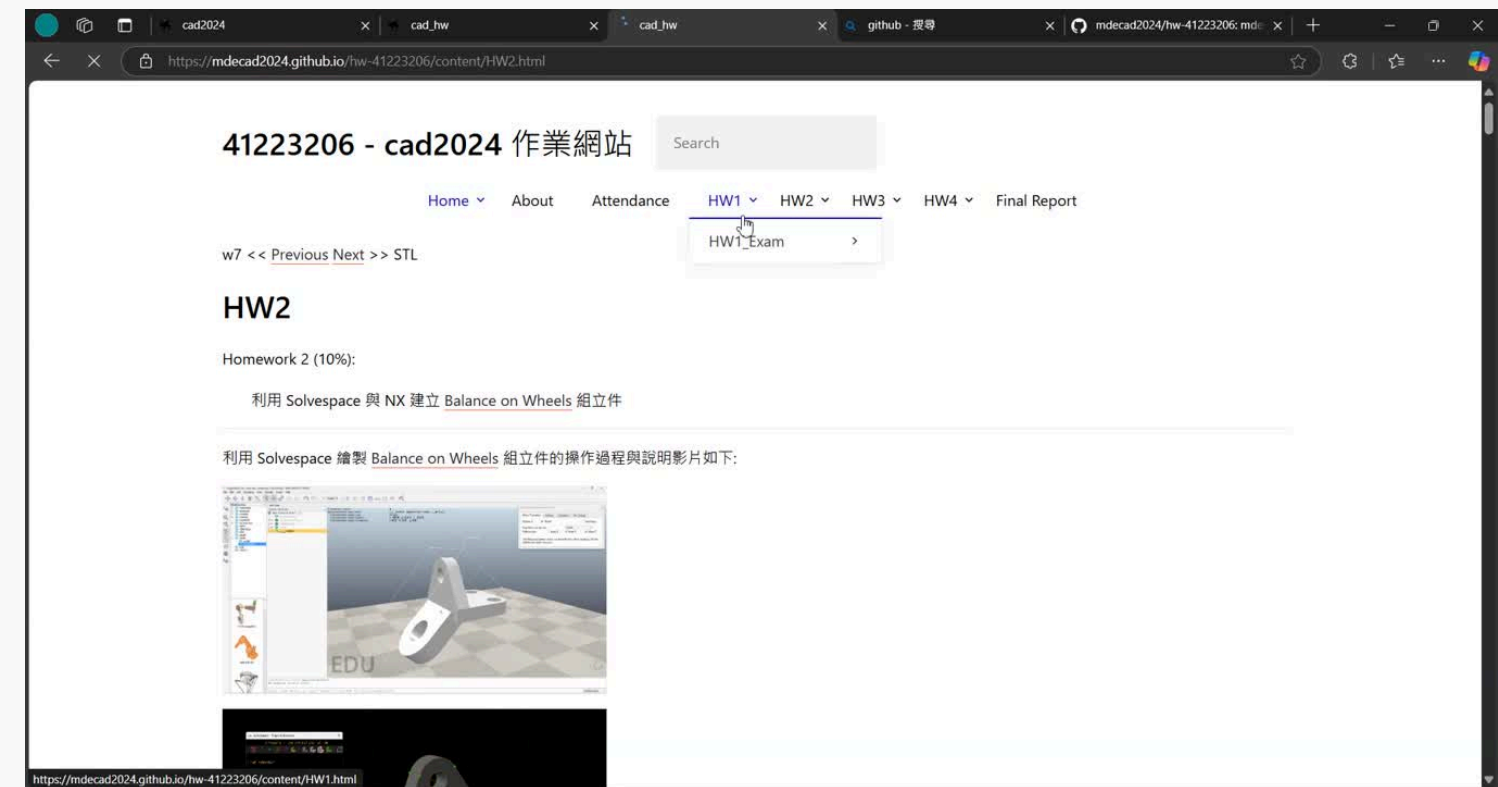 cad2024
cad_hw
cad_hw
github - 搜尋
mdecad2024/hw-41223206: mde
https://mdecad2024.github.io/hw-41223206/content/HW2.html
41223206 - cad2024 作業網站
Search
Home
About
Attendance
HW1
HW2
HW3
HW4
Final Report
HW1_Exam
w7 << Previous Next >> STL
HW2
Homework 2 (10%):
利用 Solvespace 與 NX 建立 Balance on Wheels 組立件
利用 Solvespace 繪製 Balance on Wheels 組立件的操作過程與說明影片如下:
EDU
https://mdecad2024.github.io/hw-41223206/content/HW1.html